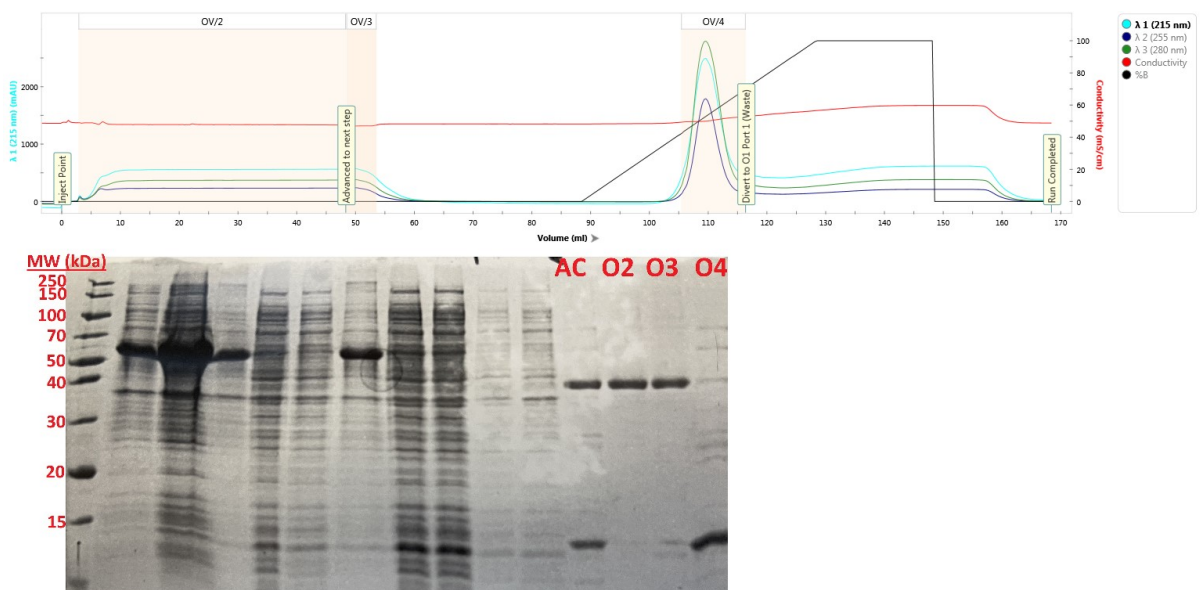 OV/2 OV/3 OV/4
λ 1 (215 nm) (mAU)
2000
1000
0
Conductivity (mS/cm)
100
80
60
40
20
0
Inject Point
Advanced to next step
Divert to O1 Port 1 (Waste)
Run Completed
0 10 20 30 40 50 60 70 80 90 100 110 120 130 140 150 160 170
Volume (ml)
λ 1 (215 nm)
λ 2 (255 nm)
λ 3 (280 nm)
Conductivity
%B
MW (kDa) AC O2 O3 O4
250
150
100
70
50
40
30
20
15